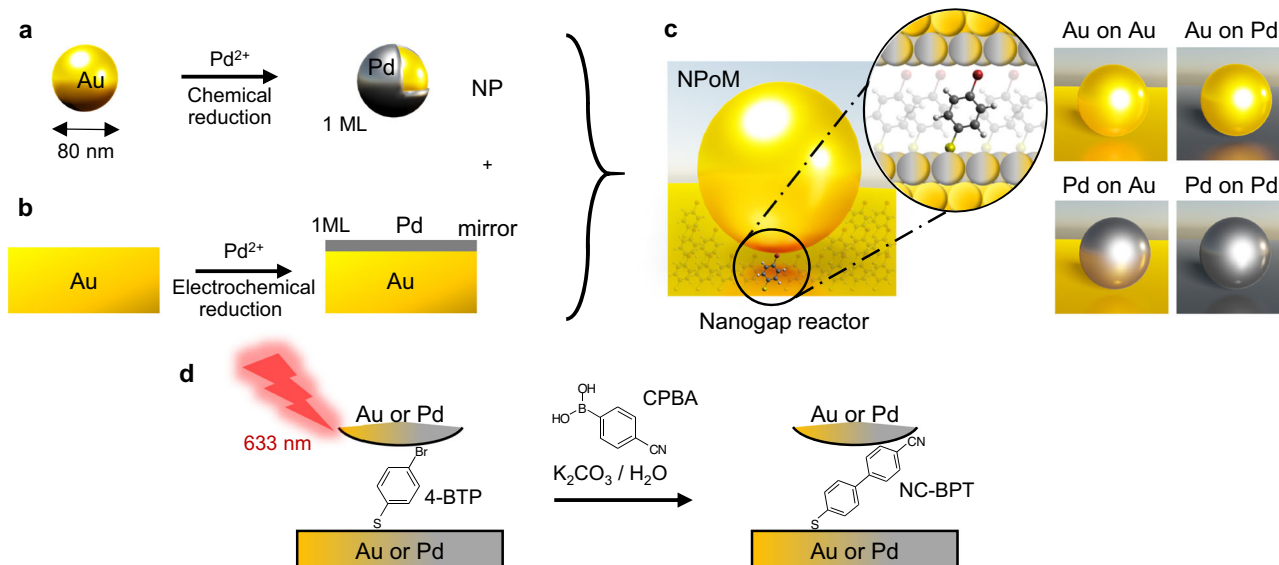 a
Au
80 nm
Pd²⁺
Chemical
reduction
Pd
1 ML
NP
+
b
Au
Pd²⁺
Electrochemical
reduction
1ML Pd mirror
Au
c
NPoM
Nanogap reactor
Au on Au
Au on Pd
Pd on Au
Pd on Pd
d
633 nm
Au or Pd
Br
4-BTP
S
Au or Pd
OH
B
HO
CPBA
CN
K₂CO₃ / H₂O
Au or Pd
CN
NC-BPT
S
Au or Pd